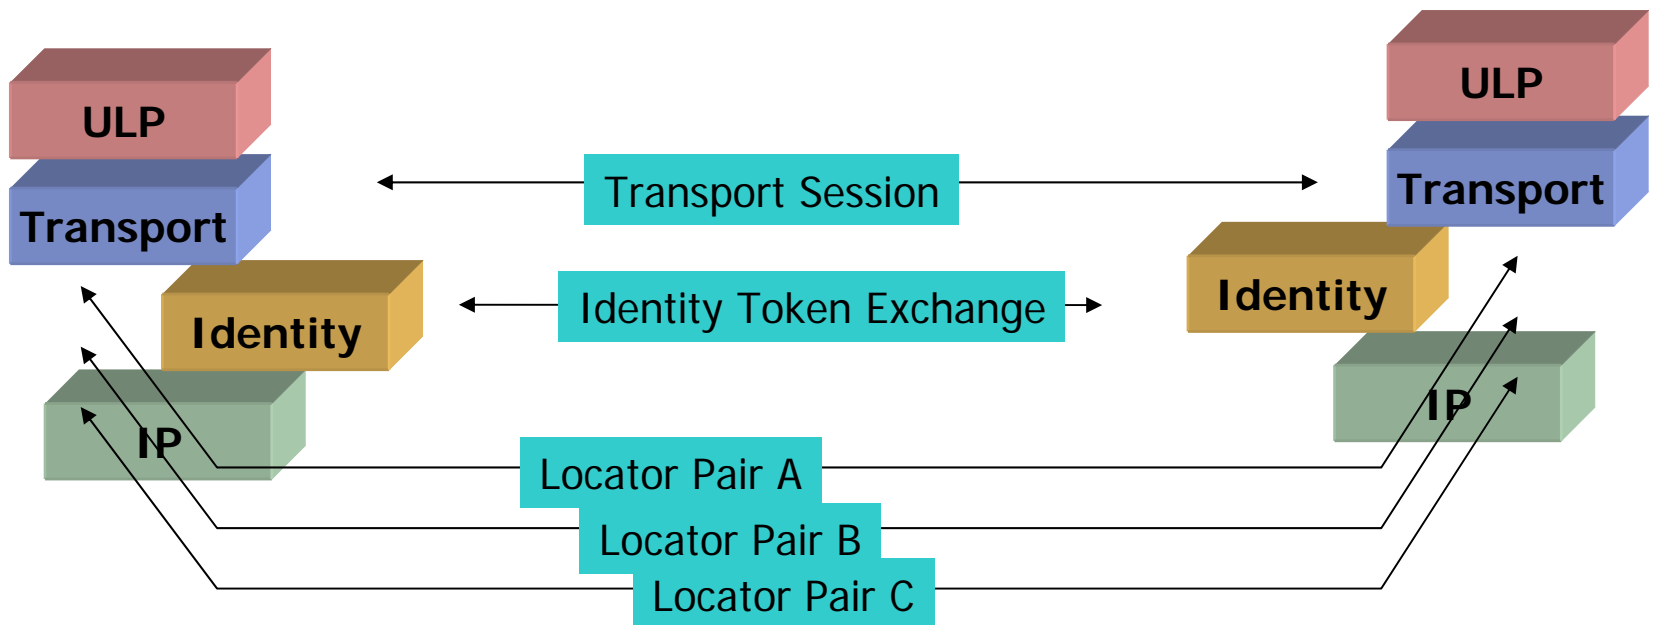 ULP
Transport
Identity
IP
Transport Session
Identity Token Exchange
Locator Pair A
Locator Pair B
Locator Pair C
ULP
Transport
Identity
IP